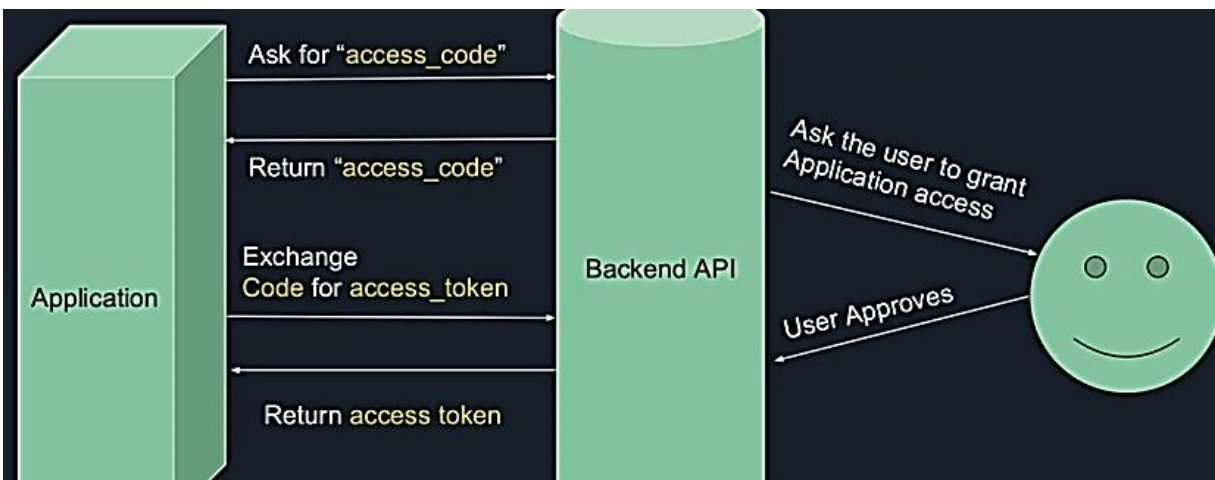 Ask for “access_code”
Return “access_code”
Exchange
Code for access_token
Return access token
Application
Backend API
Ask the user to grant
Application access
User Approves